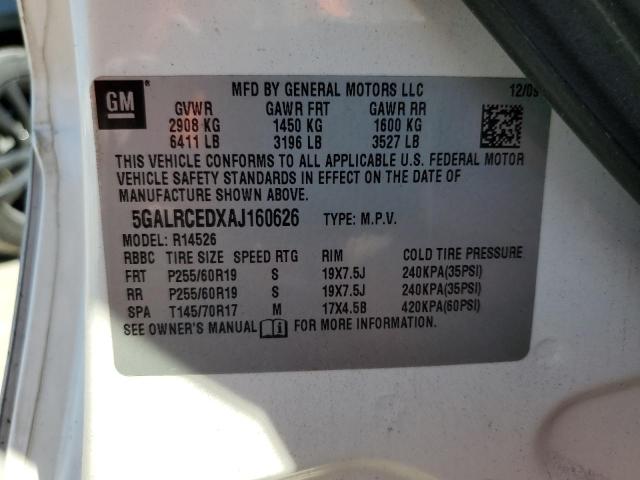 GM ® MFD BY GENERAL MOTORS LLC 12/09
GVWR GAWR FRT GAWR RR
2908 KG 1450 KG 1600 KG
6411 LB 3196 LB 3527 LB
THIS VEHICLE CONFORMS TO ALL APPLICABLE U.S. FEDERAL MOTOR
VEHICLE SAFETY STANDARDS IN EFFECT ON THE DATE OF
MANUFACTURE SHOWN ABOVE.
5GALRCEDXAJ160626 TYPE: M.P.V.
MODEL: R14526
RBBC TIRE SIZE SPEED RTG RIM COLD TIRE PRESSURE
FRT P255/60R19 S 19X7.5J 240KPA(35PSI)
RR P255/60R19 S 19X7.5J 240KPA(35PSI)
SPA T145/70R17 M 17X4.5B 420KPA(60PSI)
SEE OWNER'S MANUAL FOR MORE INFORMATION.